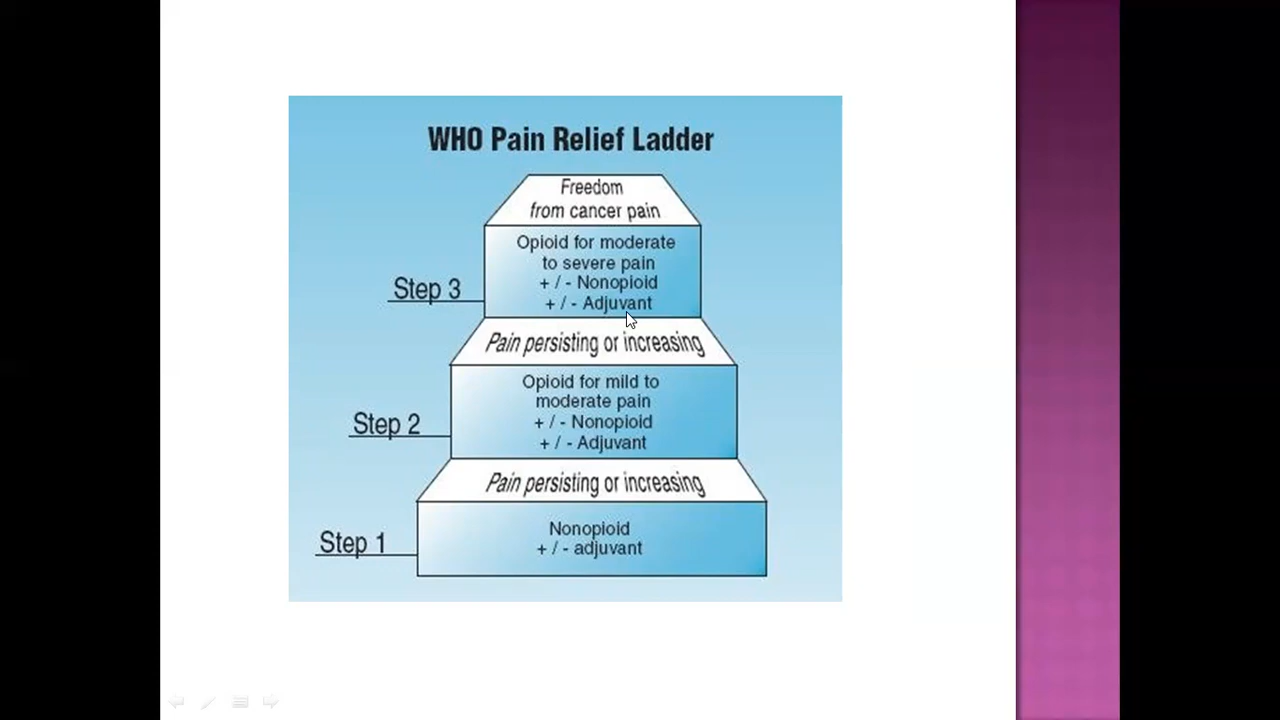 WHO Pain Relief Ladder
Freedom
from cancer pain
Opioid for moderate
to severe pain
+ / - Nonopioid
+ / - Adjuvant
Step 3
Pain persisting or increasing
Opioid for mild to
moderate pain
+ / - Nonopioid
+ / - Adjuvant
Step 2
Pain persisting or increasing
Nonopioid
+ / - adjuvant
Step 1